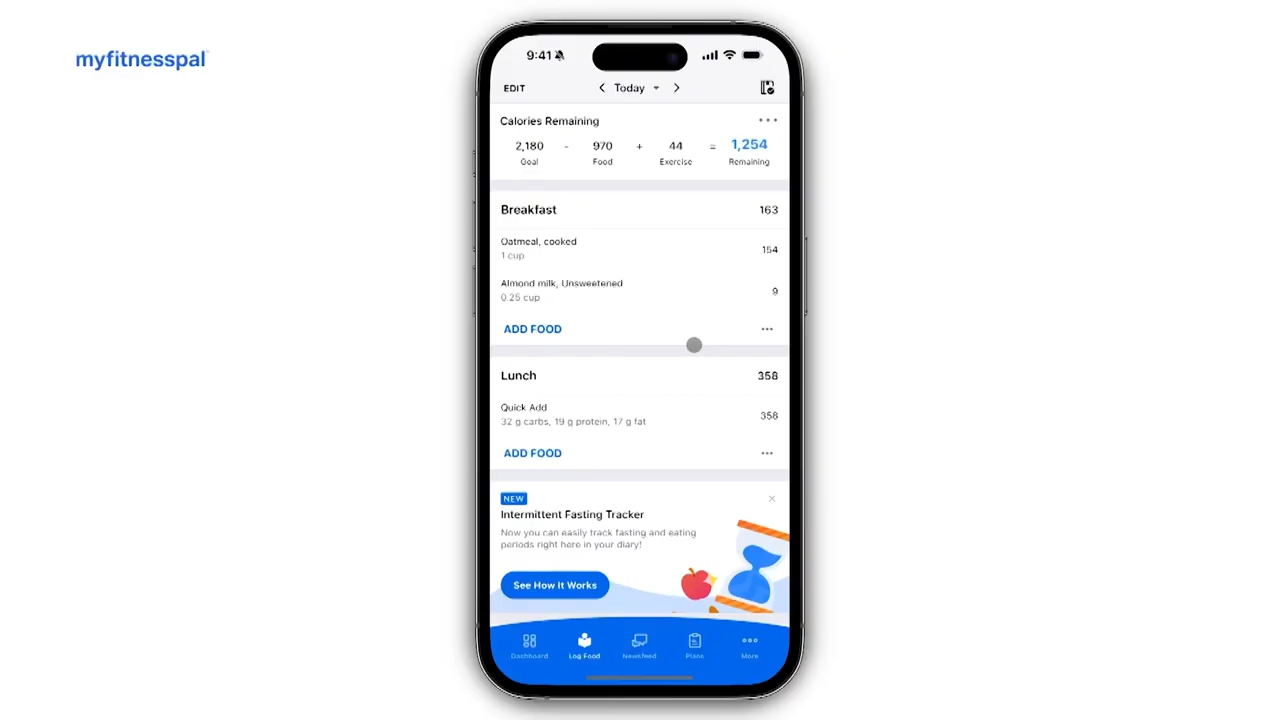 myfitnesspal
9:41
EDIT
Today
Calories Remaining
2,180 - 970 + 44 = 1,254
Goal Food Exercise Remaining
Breakfast 163
Oatmeal, cooked
1 cup
154
Almond milk, Unsweetened
0.25 cup
9
ADD FOOD
Lunch 358
Quick Add
32 g carbs, 19 g protein, 17 g fat
358
ADD FOOD
NEW
Intermittent Fasting Tracker
Now you can easily track fasting and eating
periods right here in your diary!
See How It Works
Dashboard Log Food Newsfeed Plans More